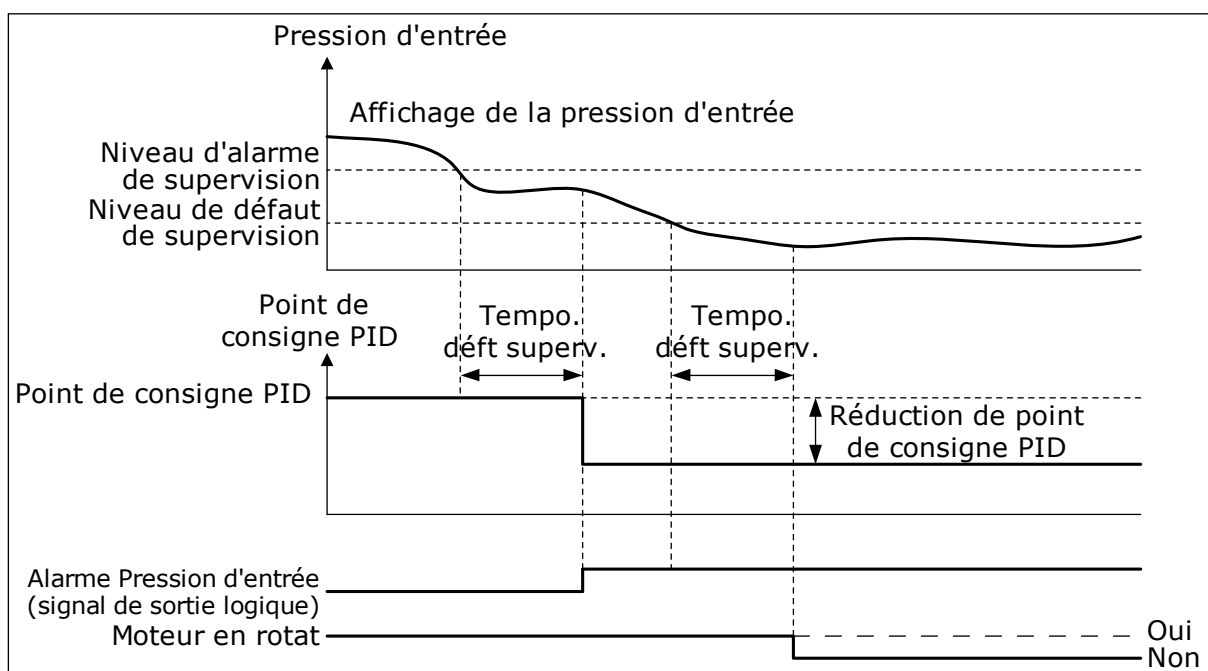 Pression d'entrée
Affichage de la pression d'entrée
Niveau d'alarme
de supervision
Niveau de défaut
de supervision
Point de
consigne PID
Tempo.
déft superv.
Tempo.
déft superv.
Point de consigne PID
Réduction de point
de consigne PID
Alarme Pression d'entrée
(signal de sortie logique)
Moteur en rotat
Oui
Non